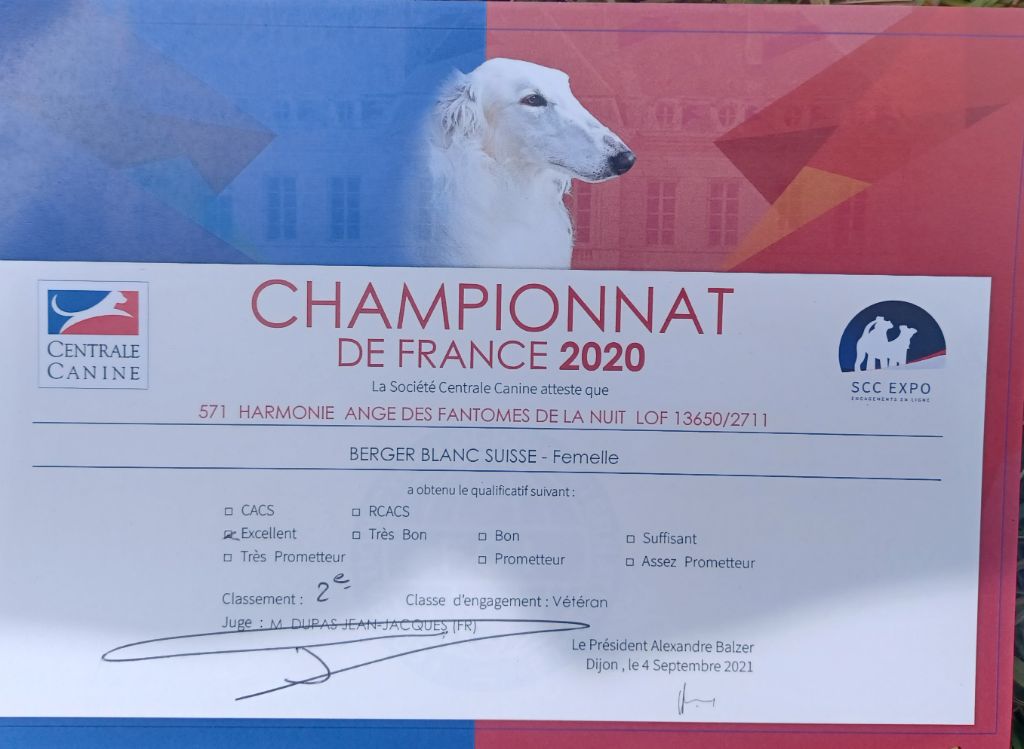 CENTRALE
CANINE
CHAMPIONNAT
DE FRANCE 2020
SCC EXPO
ENGAGEMENTS EN LIGNE
La Société Centrale Canine atteste que
571 HARMONIE ANGE DES FANTOMES DE LA NUIT LOF 13650/2711
BERGER BLANC SUISSE - Femelle
a obtenu le qualificatif suivant :
CACS RCACS
Excellent Très Bon Bon Suffisant
Très Prometteur Prometteur Assez Prometteur
Classement : 2e Classe d'engagement : Vétéran
Juge : M. DUPAS JEAN-JACQUES (FR)
Le Président Alexandre Balzer
Dijon , le 4 Septembre 2021